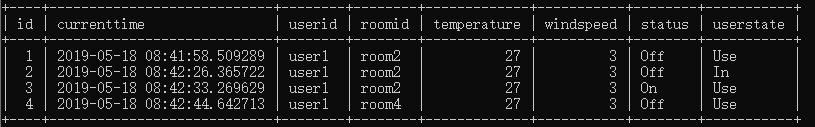 id | currenttime | userid | roomid | temperature | windspeed | status | userstate
1 | 2019-05-18 08:41:58.509289 | user1 | room2 | 27 | 3 | Off | Use
2 | 2019-05-18 08:42:26.365722 | user1 | room2 | 27 | 3 | Off | In
3 | 2019-05-18 08:42:33.269629 | user1 | room2 | 27 | 3 | On | Use
4 | 2019-05-18 08:42:44.642713 | user1 | room4 | 27 | 3 | Off | Use